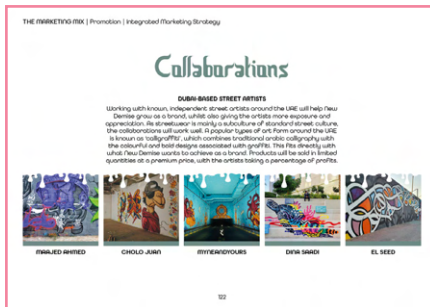 THE MARKETING MIX | Promotion | Integrated Marketing Strategy
Collaborations
DUBAI-BASED STREET ARTISTS
Working with known, independent street artists around the UAE will help New
Demise grow as a brand, whilst also giving the artists more exposure and
appreciation. As streetwear is mainly a subculture of standard street culture,
the collaborations will work well. A popular types of art form around the UAE
is known as 'calligraffiti', which combines traditional arabic calligraphy with
the colourful and bold designes associated with graffiti. This fits directly with
what new Demise wants to achieve as a brand. Products will be sold in limited
quantities at a premium price, with the artists taking a percentage of profits.
MAAJED AHMED
CHOLO JUAN
MYNEANDYOURS
DINA SAADI
EL SEED
122